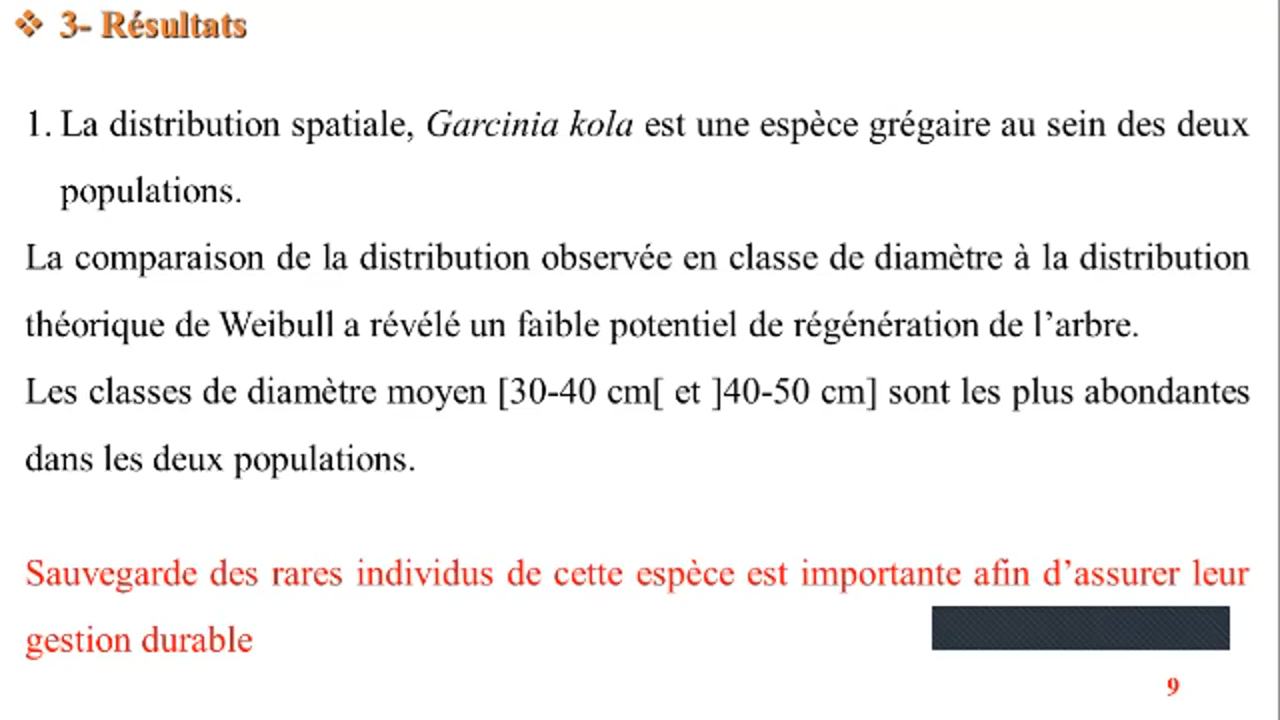 ❖ 3- Résultats
1. La distribution spatiale, Garcinia kola est une espèce grégaire au sein des deux
populations.
La comparaison de la distribution observée en classe de diamètre à la distribution
théorique de Weibull a révélé un faible potentiel de régénération de l’arbre.
Les classes de diamètre moyen [30-40 cm[ et ]40-50 cm] sont les plus abondantes
dans les deux populations.
Sauvegarde des rares individus de cette espèce est importante afin d’assurer leur
gestion durable
9